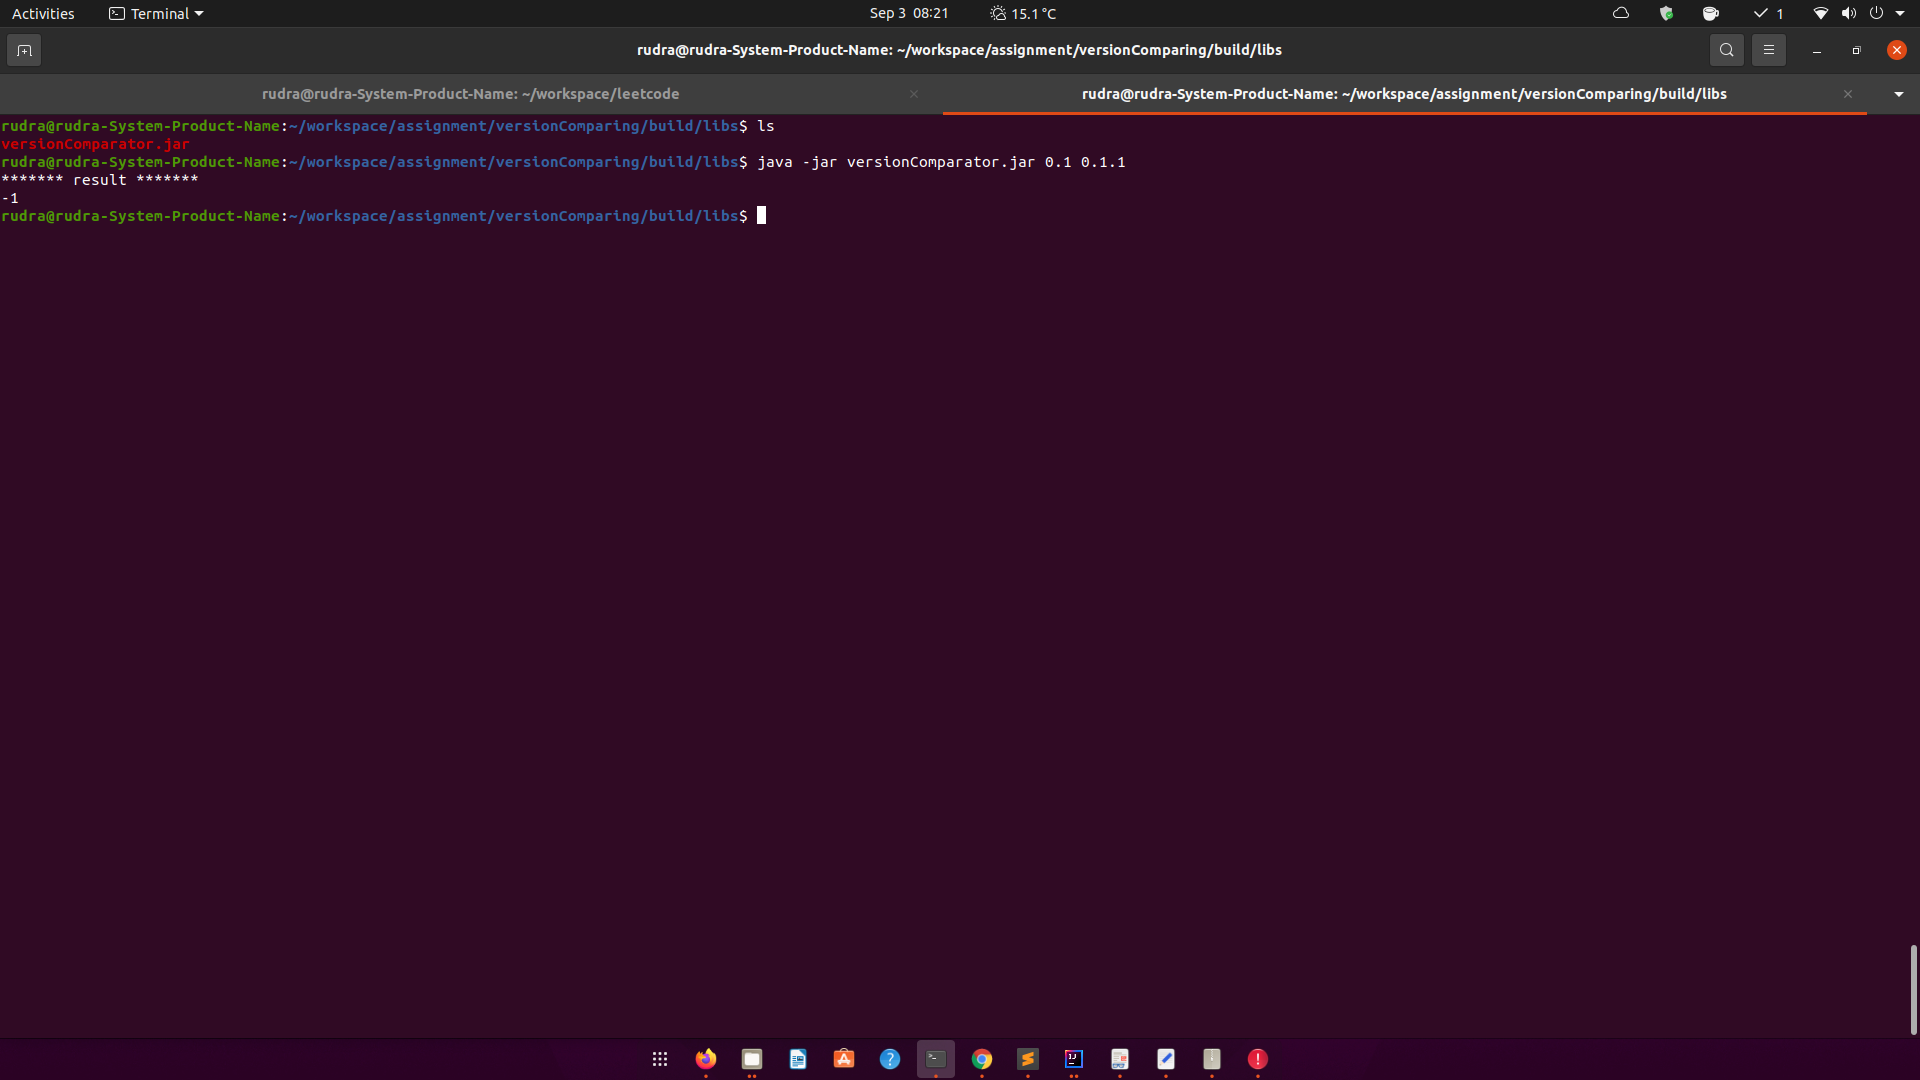 Activities Terminal Sep 3 08:21 15.1 °C 1
rudra@rudra-System-Product-Name: ~/workspace/assignment/versionComparing/build/libs
rudra@rudra-System-Product-Name: ~/workspace/leetcode rudra@rudra-System-Product-Name: ~/workspace/assignment/versionComparing/build/libs
rudra@rudra-System-Product-Name:~/workspace/assignment/versionComparing/build/libs$ ls
versionComparator.jar
rudra@rudra-System-Product-Name:~/workspace/assignment/versionComparing/build/libs$ java -jar versionComparator.jar 0.1 0.1.1
******* result *******
-1
rudra@rudra-System-Product-Name:~/workspace/assignment/versionComparing/build/libs$